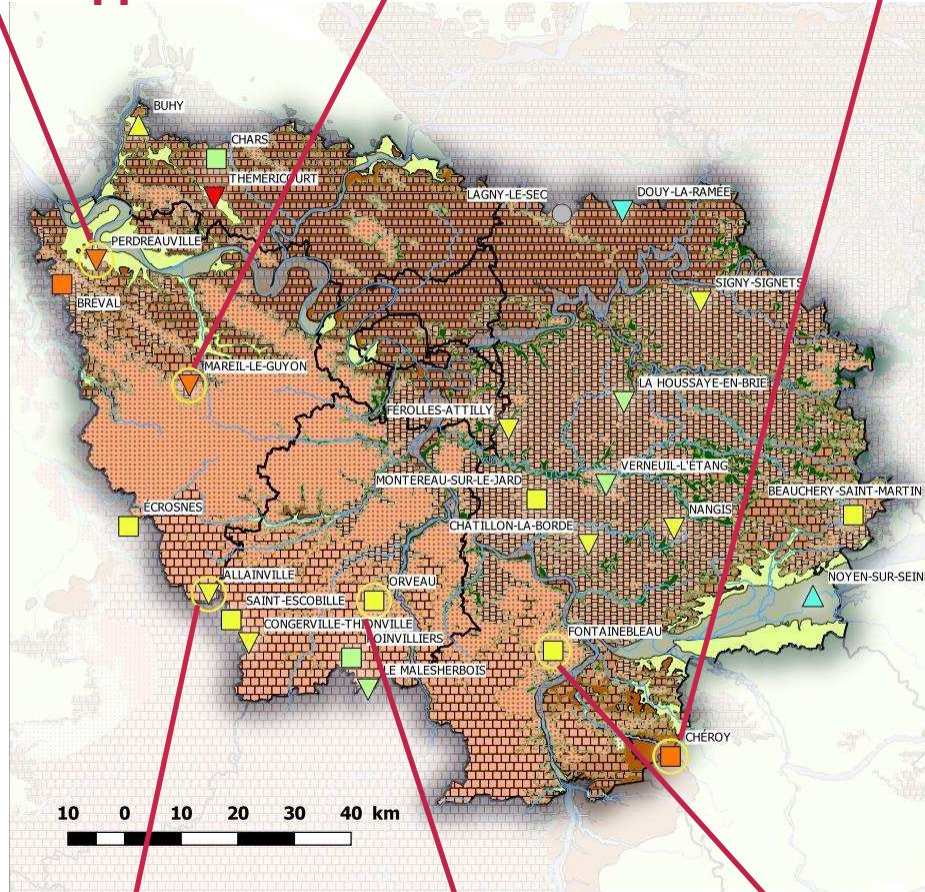 BUHY
CHARS
THÉMÉRICOURT
LAGNY-LE-SEC
DOUY-LA-RAMÉE
PERDREAUVILLE
SIGNY-SIGNETS
BRÉVAL
MAREIL-LE-GUYON
LA HOUSSAYE-EN-BRIE
FÉROLLES-ATTILLY
VERNEUIL-L'ÉTANG
MONTEREAU-SUR-LE-JARD
BEAUCHERY-SAINT-MARTIN
ÉCROSNES
NANGIS
CHATILLON-LA-BORDE
ALLAINVILLE
ORVEAU
NOYEN-SUR-SEINE
SAINT-ESCOBILLE
CONGERVILLE-THIONVILLE
FONTAINEBLEAU
MOINVILLIERS
LE MALESHERBOIS
CHÉROY
10 0 10 20 30 40 km